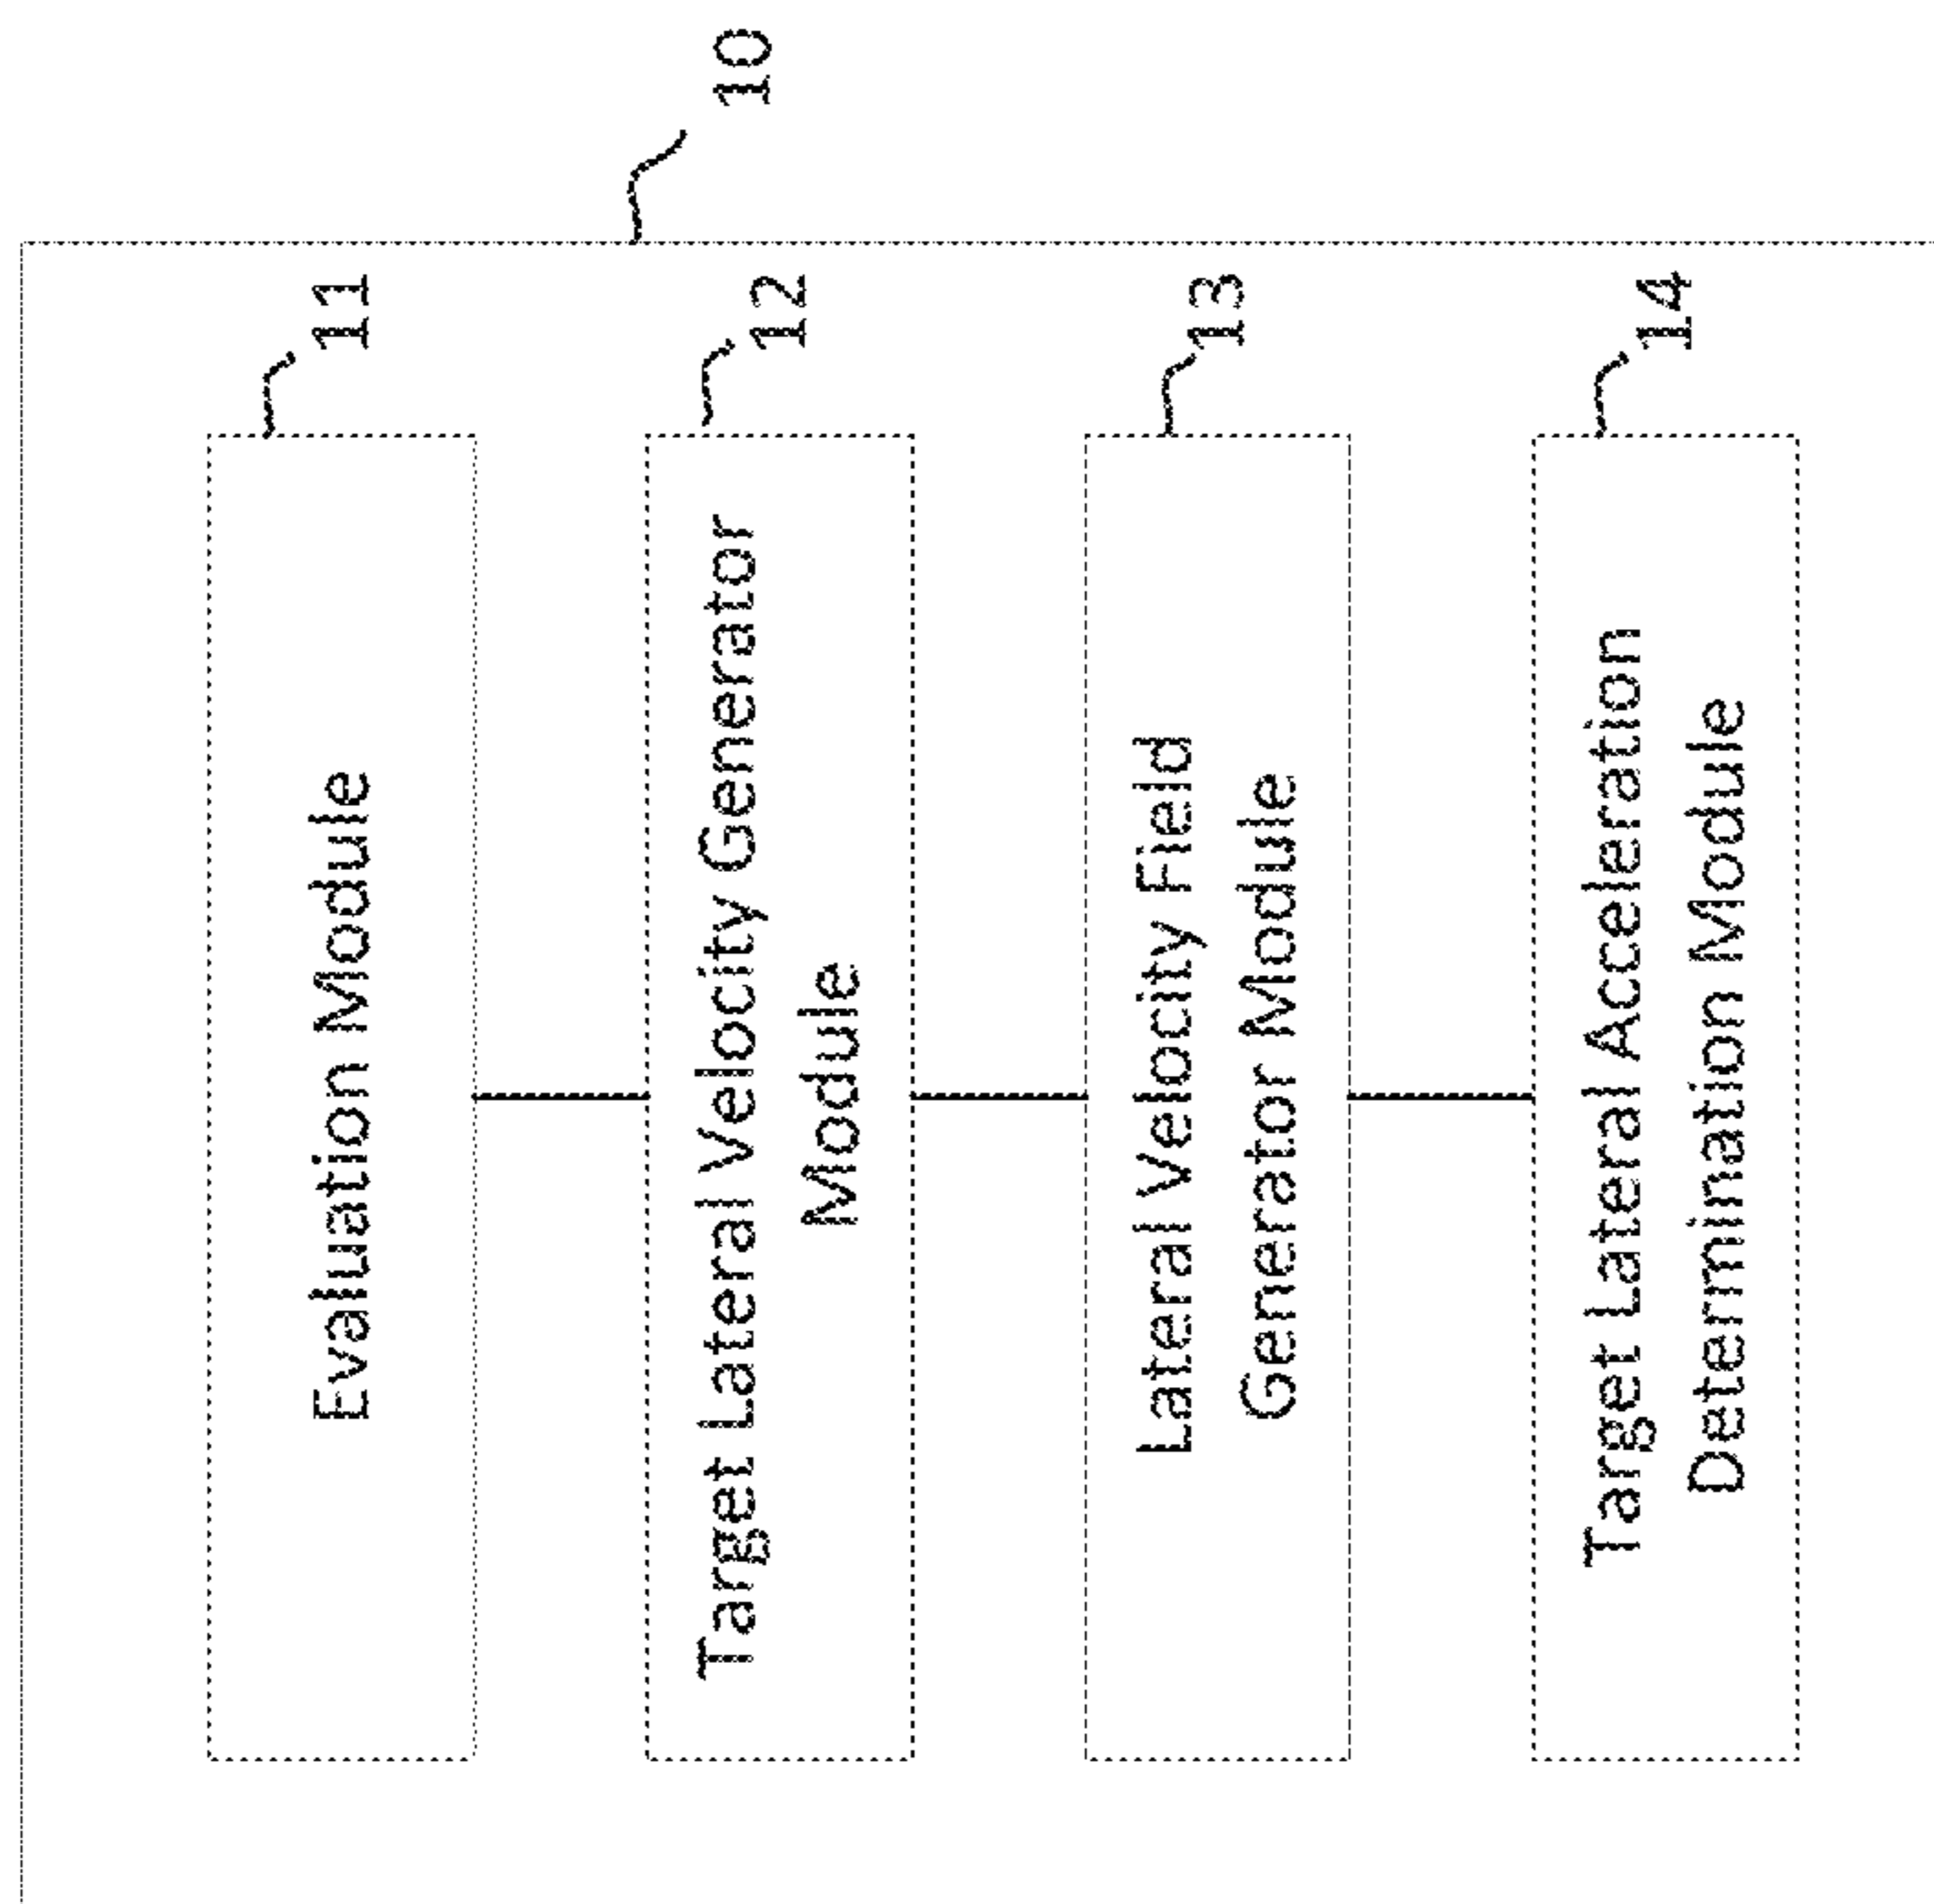 10
11
Evaluation Module
12
Target Lateral Velocity Generator
Module
13
Lateral Velocity Field
Generator Module
14
Target Lateral Acceleration
Determination Module